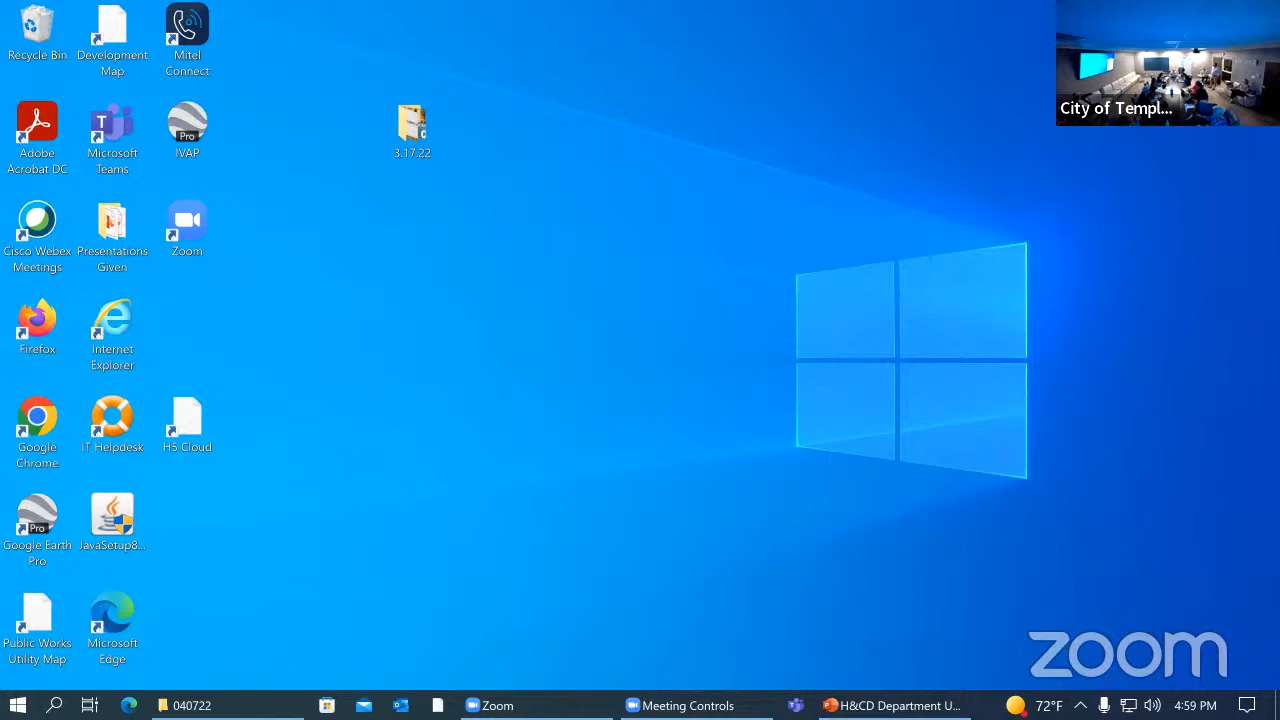 Recycle Bin
Development
Map
Mitel
Connect
City of Templ...
Adobe
Acrobat DC
T
Microsoft
Teams
Pro
IVAP
3.17.22
Cisco Webex
Meetings
Presentations
Given
Zoom
Firefox
Internet
Explorer
Google
Chrome
IT Helpdesk
H5 Cloud
Pro
Google Earth
Pro
JavaSetup8...
Public Works
Utility Map
Microsoft
Edge
zoom
040722
Zoom
Meeting Controls
H&CD Department U...
72°F
4:59 PM